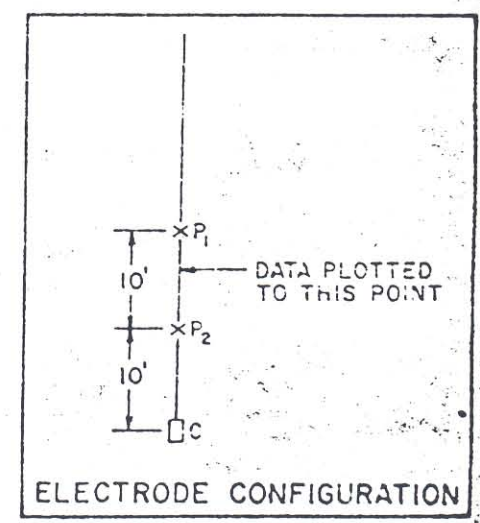 P₁
10'
DATA PLOTTED
TO THIS POINT
P₂
10'
C
ELECTRODE CONFIGURATION